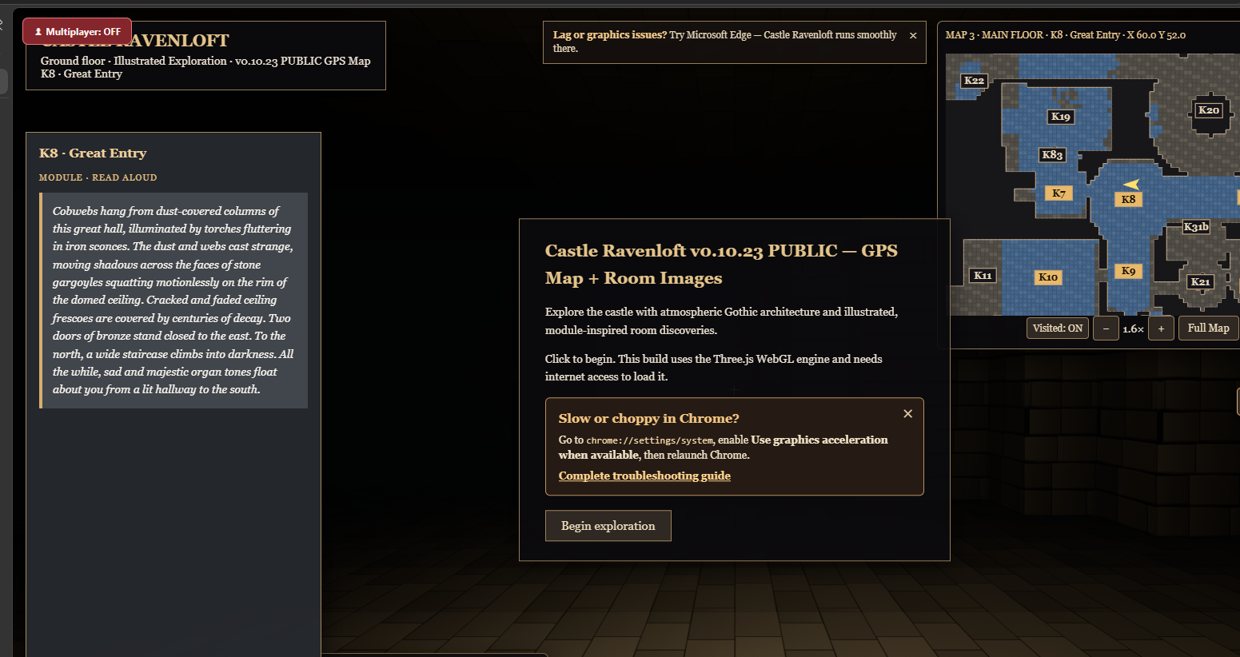 Multiplayer: OFF
CASTLE RAVENLOFT
Ground floor · Illustrated Exploration · v0.10.23 PUBLIC GPS Map
K8 · Great Entry
Lag or graphics issues? Try Microsoft Edge — Castle Ravenloft runs smoothly
there.
×
MAP 3 · MAIN FLOOR · K8 · Great Entry · X 60.0 Y 52.0
K22
K19
K20
K83
K7
K8
K31b
K11
K10
K9
K21
Visited: ON
−
1.6×
+
Full Map
K8 · Great Entry
MODULE · READ ALOUD
Cobwebs hang from dust-covered columns of
this great hall, illuminated by torches fluttering
in iron sconces. The dust and webs cast strange,
moving shadows across the faces of stone
gargoyles squatting motionlessly on the rim of
the domed ceiling. Cracked and faded ceiling
frescoes are covered by centuries of decay. Two
doors of bronze stand closed to the east. To the
north, a wide staircase climbs into darkness. All
the while, sad and majestic organ tones float
about you from a lit hallway to the south.
Castle Ravenloft v0.10.23 PUBLIC — GPS
Map + Room Images
Explore the castle with atmospheric Gothic architecture and illustrated,
module-inspired room discoveries.
Click to begin. This build uses the Three.js WebGL engine and needs
internet access to load it.
Slow or choppy in Chrome?
×
Go to chrome://settings/system, enable Use graphics acceleration
when available, then relaunch Chrome.
Complete troubleshooting guide
Begin exploration